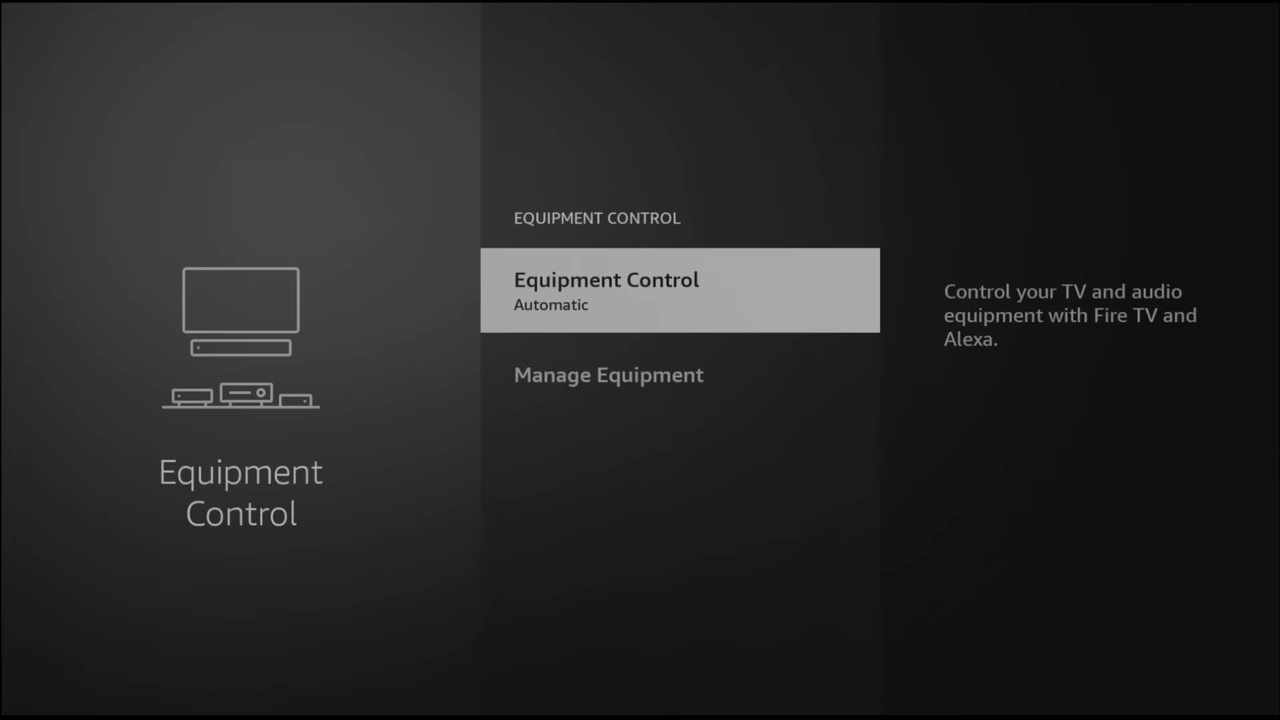 EQUIPMENT CONTROL
Equipment Control
Automatic
Manage Equipment
Control your TV and audio
equipment with Fire TV and
Alexa.
Equipment
Control